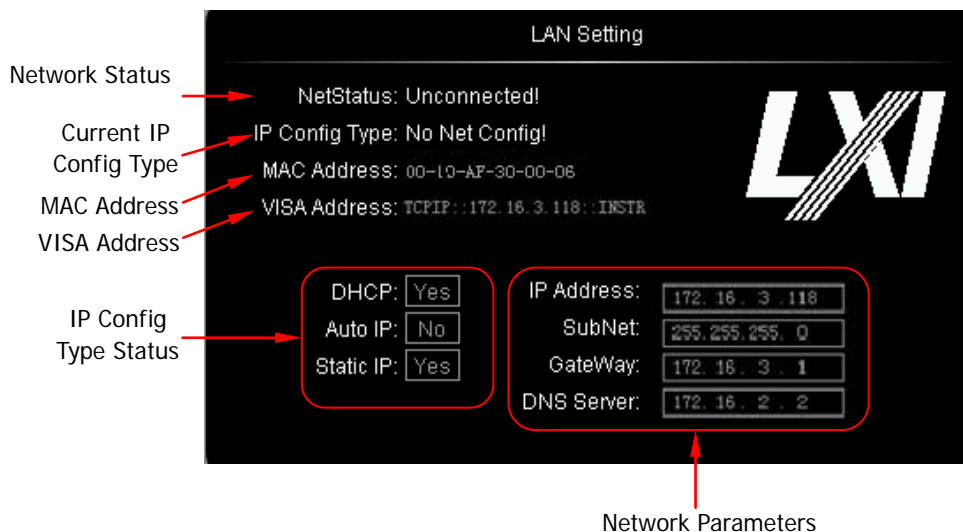 LAN Setting
Network Status
NetStatus: Unconnected!
Current IP
Config Type
IP Config Type: No Net Config!
MAC Address
MAC Address: 00-10-AF-30-00-06
VISA Address
VISA Address: TCPIP::172.16.3.118::INSTR
LXI
IP Config
Type Status
DHCP: Yes
Auto IP: No
Static IP: Yes
IP Address: 172. 16. 3 .118
SubNet: 255.255.255. 0
GateWay: 172. 16. 3 . 1
DNS Server: 172. 16. 2 . 2
Network Parameters